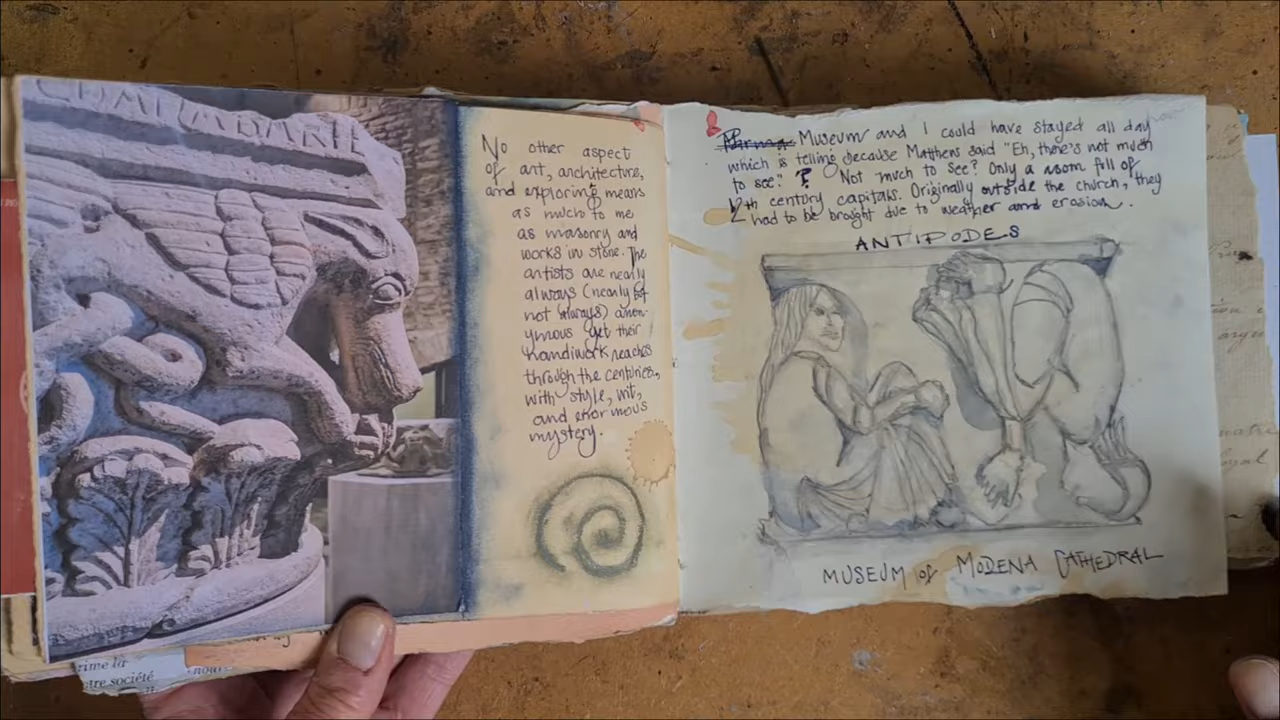 No other aspect
of art, architecture,
and exploring means
as much to me
as masonry and
works in stone. The
artists are nearly
always (nearly but
not always) anon-
ymous yet their
handiwork reaches
through the centuries,
with style, wit,
and enormous
mystery.
Parma Museum and I could have stayed all day
which is telling because Matthews said "Eh, there's not much
to see." ? Not much to see? Only a room full of
12th century capitals. Originally outside the church, they
had to be brought due to weather and erosion.
ANTIPODES
MUSEUM of MODENA CATHEDRAL
rime la
tre société